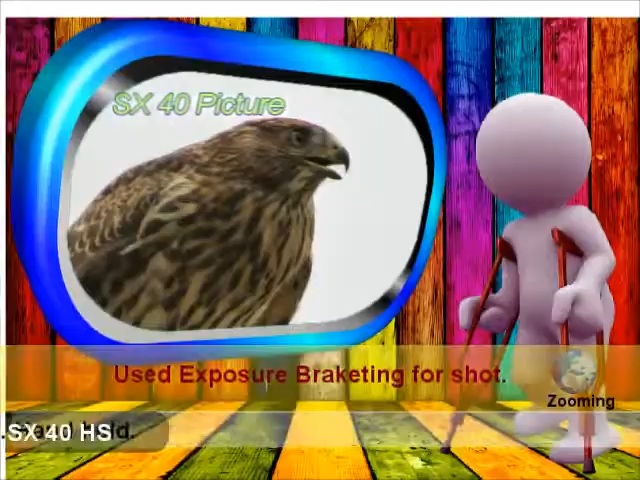 SX 40 Picture
Used Exposure Braketing for shot.
Zooming
SX 40 HS